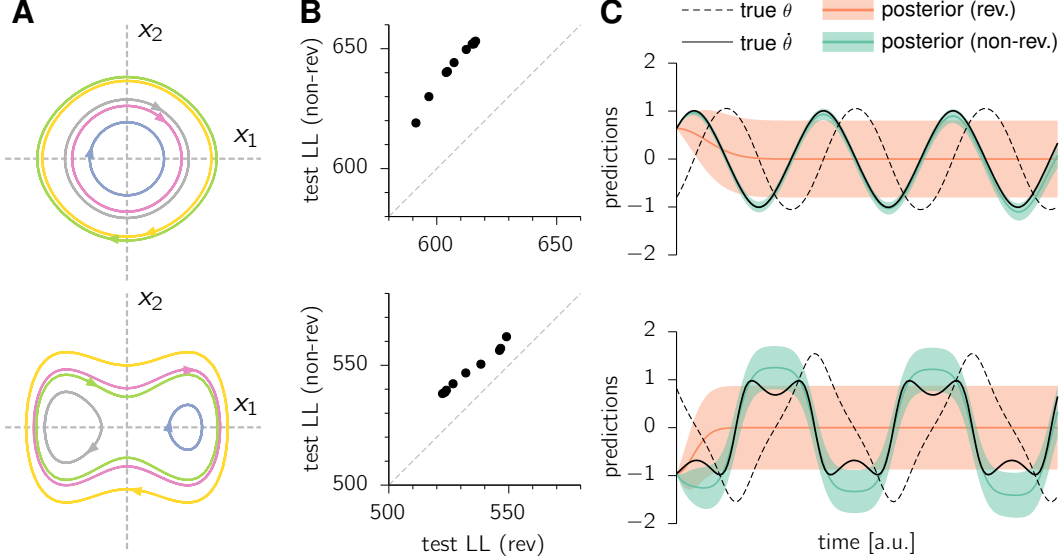 A
x2
x1
x2
x1
B
test LL (non-rev)
650
600
600
650
test LL (non-rev)
550
500
500
550
test LL (rev)
C
true θ
posterior (rev.)
true θ̇
posterior (non-rev.)
predictions
2
1
0
−1
−2
predictions
2
1
0
−1
−2
time [a.u.]